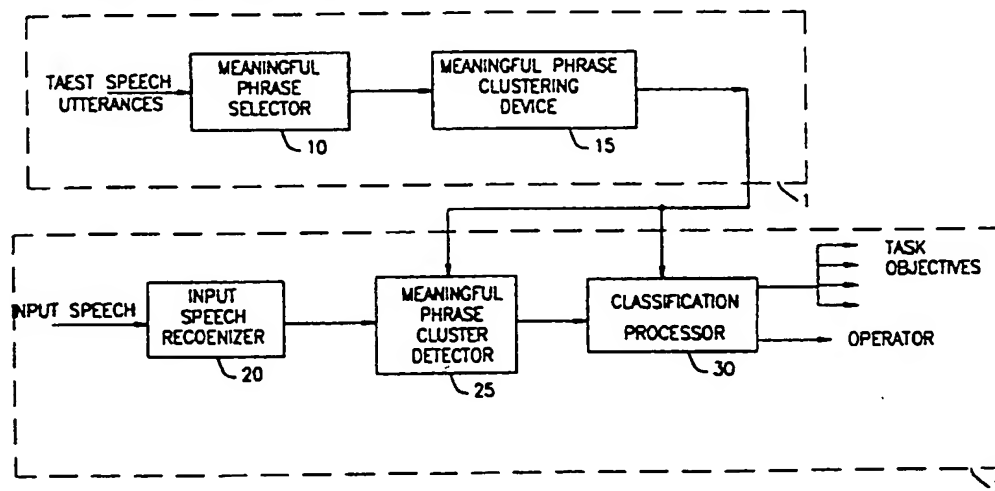 TAEST SPEECH
UTTERANCES
MEANINGFUL
PHRASE
SELECTOR
10
MEANINGFUL PHRASE
CLUSTERING
DEVICE
15
1
INPUT SPEECH
INPUT
SPEECH
RECOENIZER
20
MEANINGFUL
PHRASE
CLUSTER
DETECTOR
25
CLASSIFICATION
PROCESSOR
30
TASK
OBJECTIVES
OPERATOR